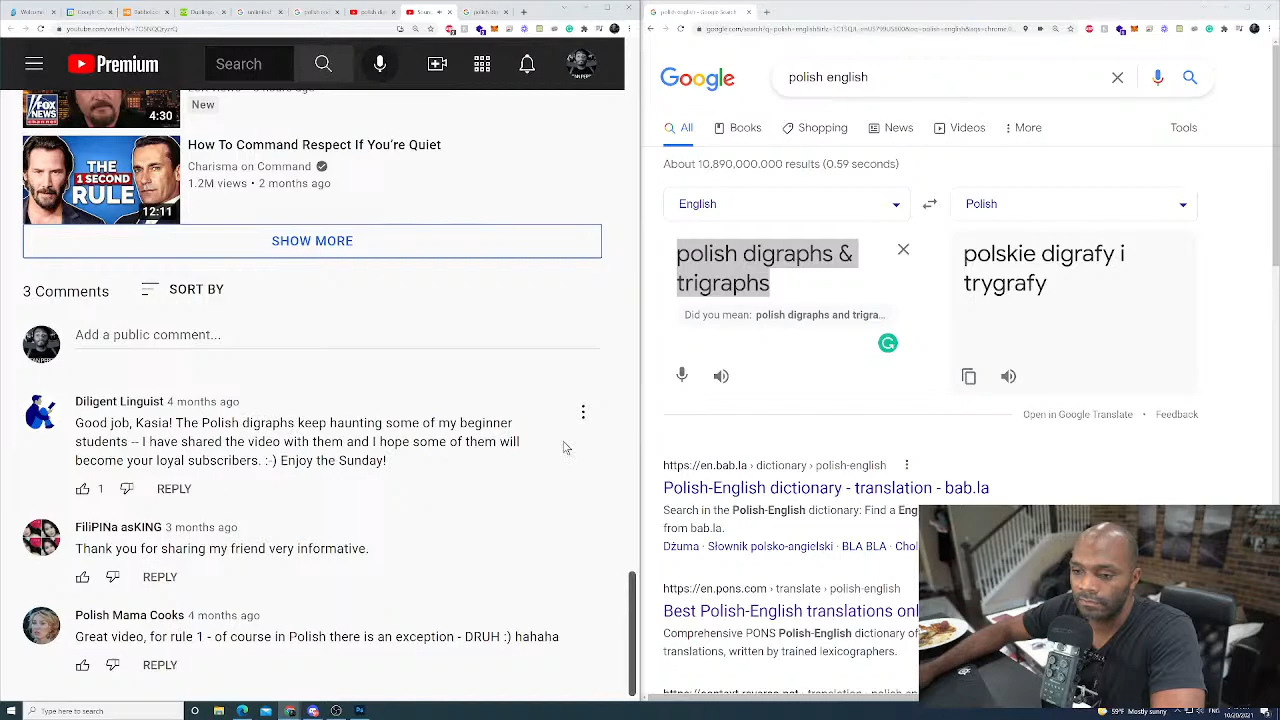 Premium
Search
4:30
New
THE
1 SECOND
RULE
12:11
How To Command Respect If You're Quiet
Charisma on Command
1.2M views • 2 months ago
SHOW MORE
3 Comments
SORT BY
Add a public comment...
Diligent Linguist 4 months ago
Good job, Kasia! The Polish digraphs keep haunting some of my beginner
students -- I have shared the video with them and I hope some of them will
become your loyal subscribers. :-) Enjoy the Sunday!
1
REPLY
FiliPINa asKING 3 months ago
Thank you for sharing my friend very informative.
REPLY
Polish Mama Cooks 4 months ago
Great video, for rule 1 - of course in Polish there is an exception - DRUH :) hahaha
REPLY
Type here to search
Google
polish english
All
Books
Shopping
News
Videos
More
Tools
About 10,890,000,000 results (0.59 seconds)
English
Polish
polish digraphs &
trigraphs
Did you mean: polish digraphs and trigra...
polskie digrafy i
trygrafy
Open in Google Translate • Feedback
https://en.bab.la › dictionary › polish-english
Polish-English dictionary - translation - bab.la
Search in the Polish-English dictionary: Find a Eng
from bab.la.
Dżuma · Słownik polsko-angielski · BLA BLA · Chol
https://en.pons.com › translate › polish-english
Best Polish-English translations onl
Comprehensive PONS Polish-English dictionary of
translations, written by trained lexicographers.
59°F Mostly sunny
ENG
10/20/2021